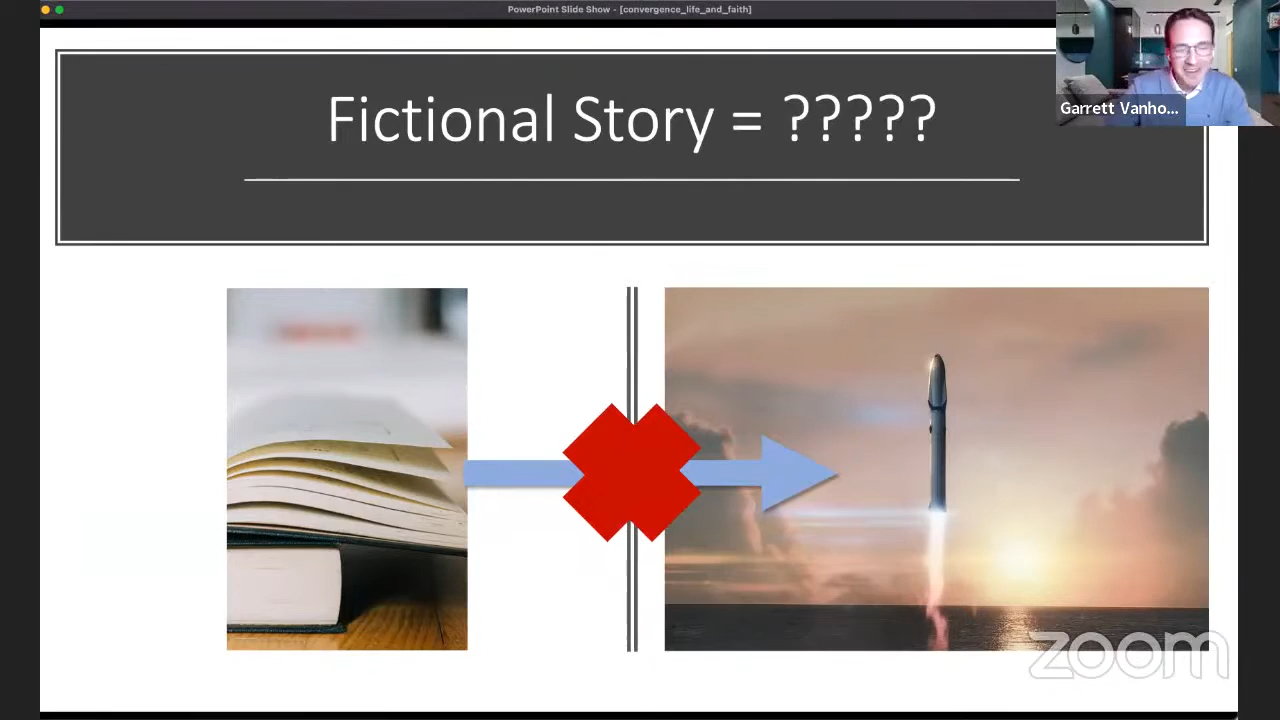 PowerPoint Slide Show - [convergence_life_and_faith]
Garrett Vanho...
Fictional Story = ?????
zoom